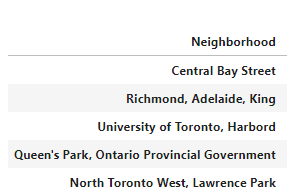 Neighborhood
Central Bay Street
Richmond, Adelaide, King
University of Toronto, Harbord
Queen's Park, Ontario Provincial Government
North Toronto West, Lawrence Park